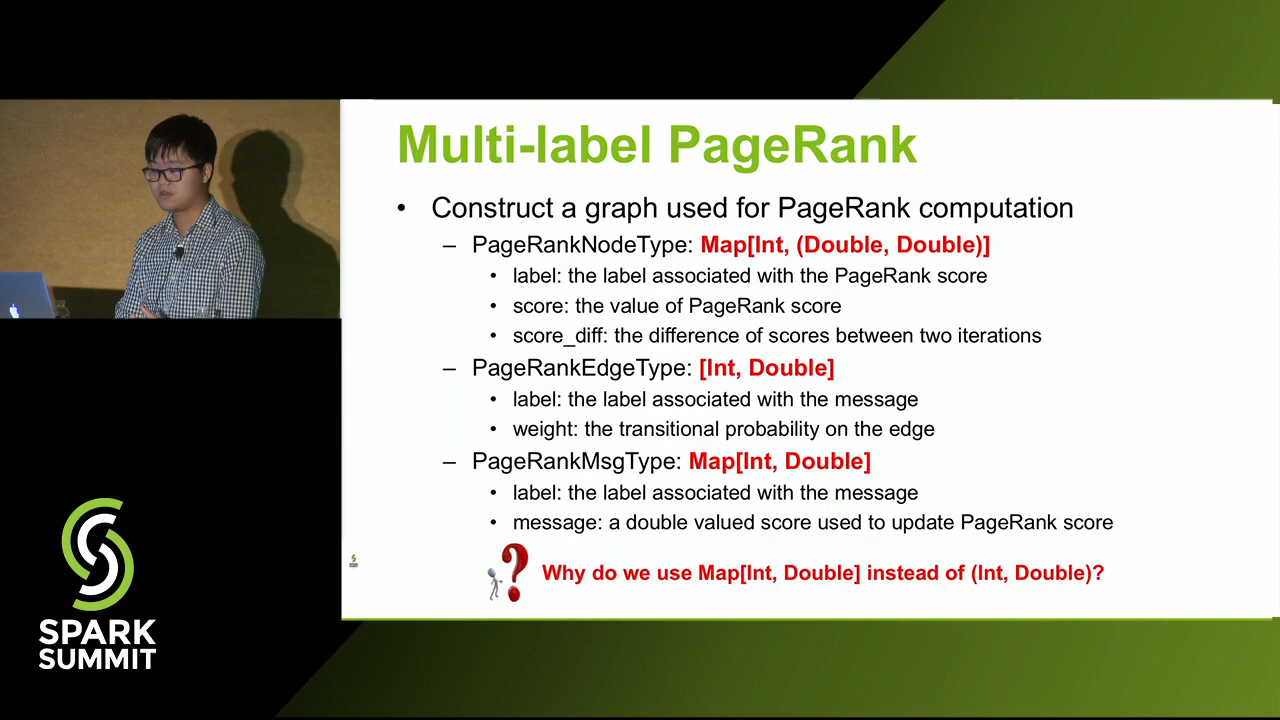 Multi-label PageRank
• Construct a graph used for PageRank computation
– PageRankNodeType: Map[Int, (Double, Double)]
• label: the label associated with the PageRank score
• score: the value of PageRank score
• score_diff: the difference of scores between two iterations
– PageRankEdgeType: [Int, Double]
• label: the label associated with the message
• weight: the transitional probability on the edge
– PageRankMsgType: Map[Int, Double]
• label: the label associated with the message
• message: a double valued score used to update PageRank score
Why do we use Map[Int, Double] instead of (Int, Double)?
SPARK
SUMMIT